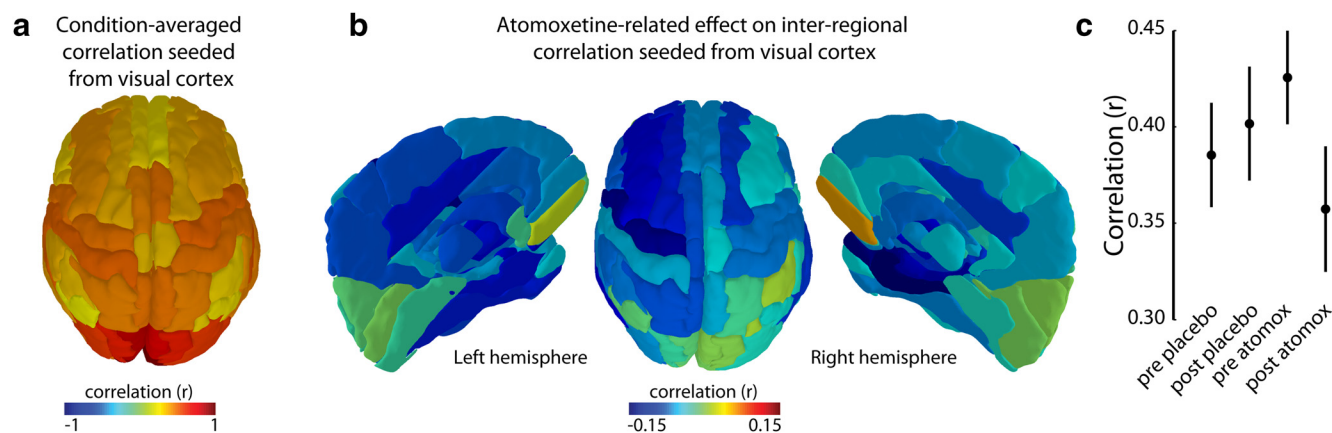 a
Condition-averaged
correlation seeded
from visual cortex
correlation (r)
-1
1
b
Atomoxetine-related effect on inter-regional
correlation seeded from visual cortex
Left hemisphere
Right hemisphere
correlation (r)
-0.15
0.15
c
Correlation (r)
0.45
0.40
0.35
0.30
pre placebo
post placebo
pre atomox
post atomox